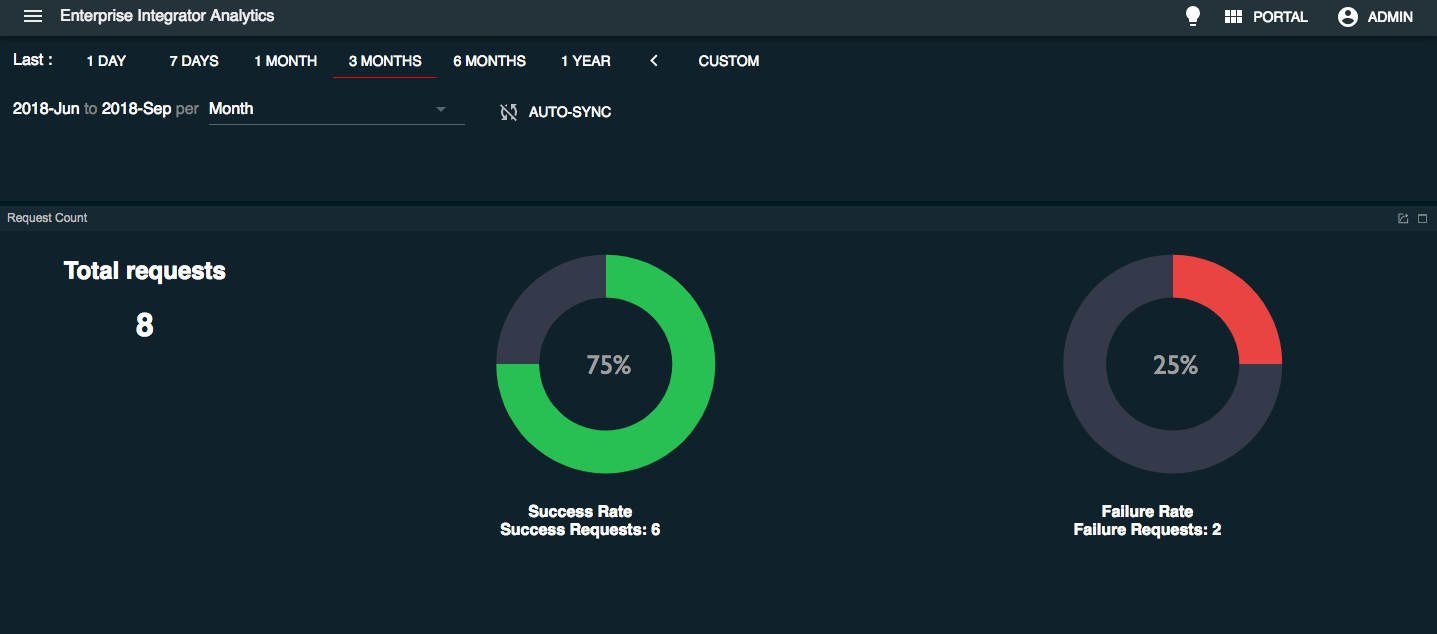 Enterprise Integrator Analytics
PORTAL
ADMIN
Last :
1 DAY
7 DAYS
1 MONTH
3 MONTHS
6 MONTHS
1 YEAR
CUSTOM
2018-Jun to 2018-Sep per Month
AUTO-SYNC
Request Count
Total requests
8
75%
Success Rate
Success Requests: 6
25%
Failure Rate
Failure Requests: 2